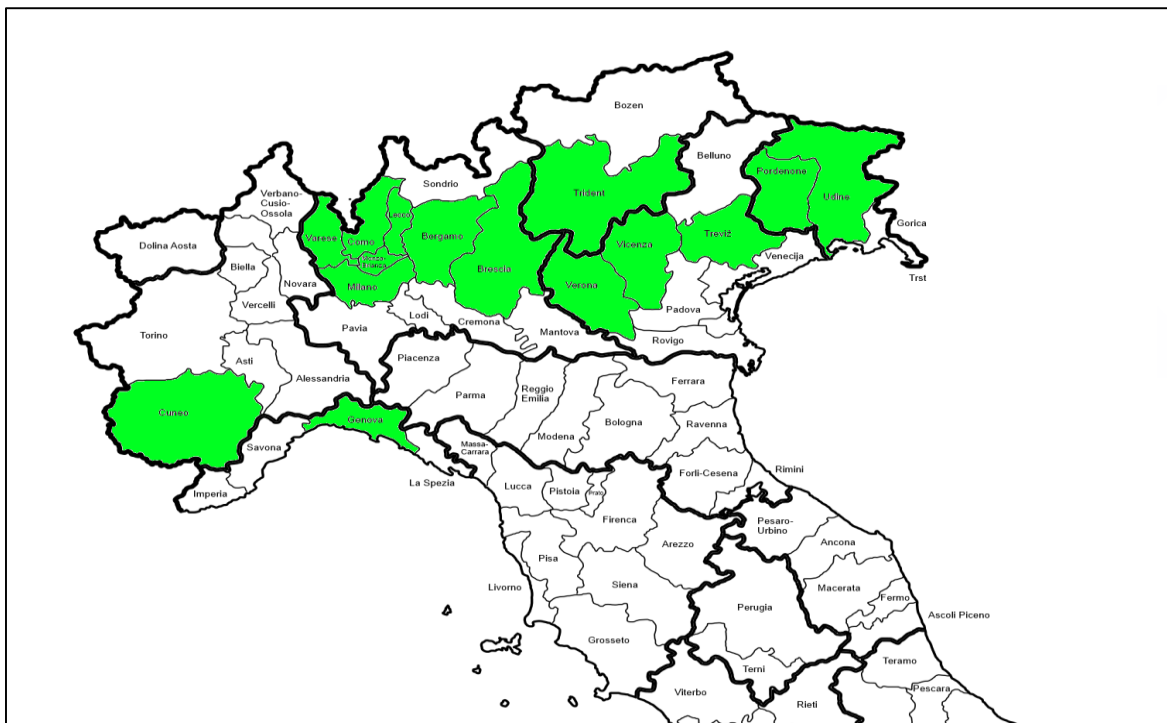 Bozen
Belluno
Sondrio
Trident
Pordenone
Udine
Verbano-
Cusio-
Ossola
Gorica
Dolina Aosta
Varese
Como
Lecco
Bergamo
Vicenza
Treviž
Venecija
Trst
Biella
Novara
Monza-
Brianza
Brescia
Milano
Verona
Vercelli
Padova
Torino
Pavia
Lodi
Cremona
Mantova
Rovigo
Asti
Alessandria
Piacenza
Parma
Reggio
Emilia
Ferrara
Cuneo
Genova
Modena
Bologna
Ravenna
Savona
Massa-
Carrara
Forli-Cesena
Rimini
Imperia
La Spezia
Lucca
Pistoia
Prato
Firenca
Pesaro-
Urbino
Ancona
Arezzo
Pisa
Livorno
Siena
Macerata
Fermo
Perugia
Ascoli Piceno
Grosseto
Terni
Teramo
Viterbo
Rieti
Pescara